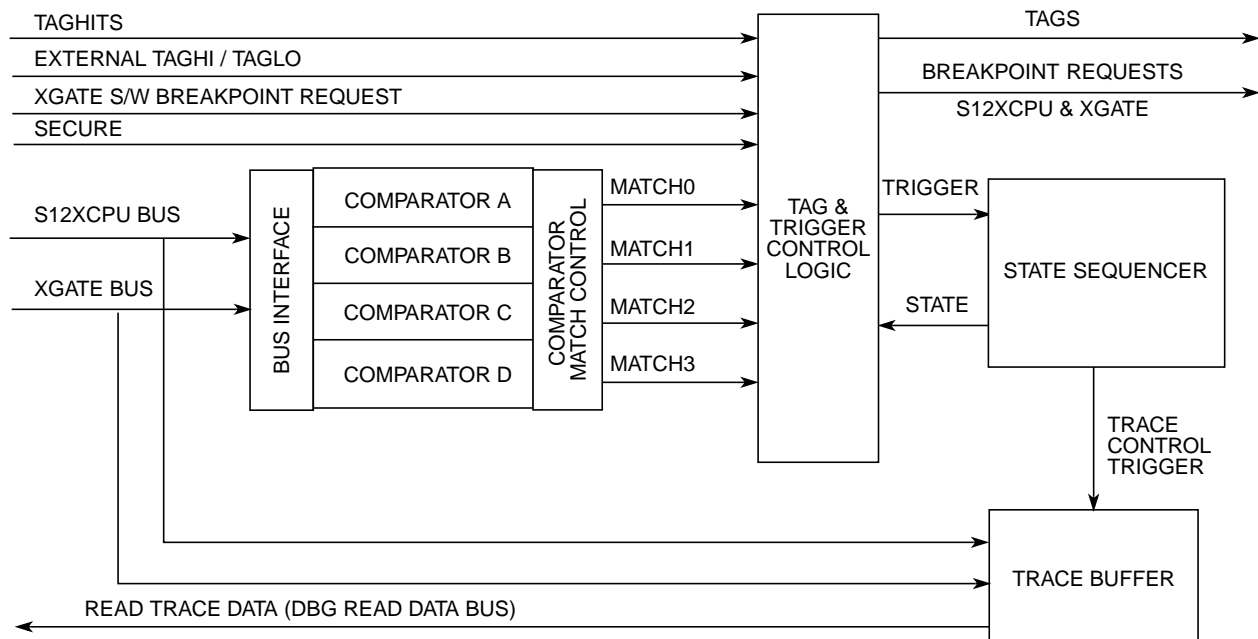 TAGHITS
TAGS
EXTERNAL TAGHI / TAGLO
BREAKPOINT REQUESTS
XGATE S/W BREAKPOINT REQUEST
S12XCPU & XGATE
SECURE
S12XCPU BUS
XGATE BUS
BUS INTERFACE
COMPARATOR A
COMPARATOR B
COMPARATOR C
COMPARATOR D
COMPARATOR
MATCH CONTROL
MATCH0
MATCH1
MATCH2
MATCH3
TAG &
TRIGGER
CONTROL
LOGIC
TRIGGER
STATE
STATE SEQUENCER
TRACE
CONTROL
TRIGGER
TRACE BUFFER
READ TRACE DATA (DBG READ DATA BUS)